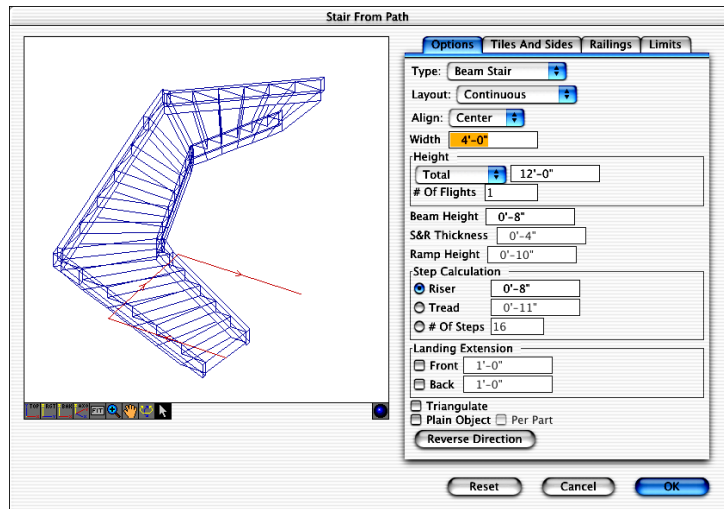 Stair From Path
Options Tiles And Sides Railings Limits
Type: Beam Stair
Layout: Continuous
Align: Center
Width 4'-0"
Height
Total 12'-0"
# Of Flights 1
Beam Height 0'-8"
S&R Thickness 0'-4"
Ramp Height 0'-10"
Step Calculation
Riser 0'-8"
Tread 0'-11"
# Of Steps 16
Landing Extension
Front 1'-0"
Back 1'-0"
Triangulate
Plain Object Per Part
Reverse Direction
FIT
Reset Cancel OK